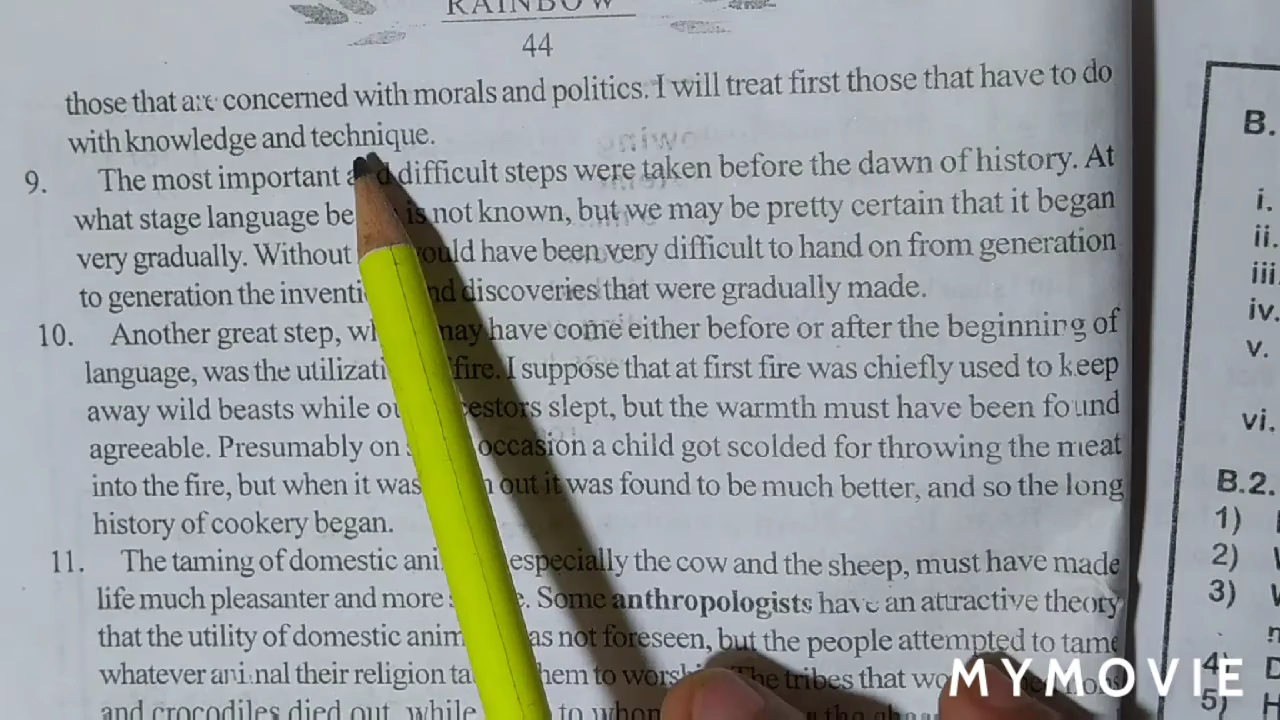 RAINBOW
44
those that are concerned with morals and politics. I will treat first those that have to do
with knowledge and technique.
9. The most important difficult steps were taken before the dawn of history. At
what stage language is not known, but we may be pretty certain that it began
very gradually. Without would have been very difficult to hand on from generation
to generation the discoveries that were gradually made.
10. Another great step, may have come either before or after the beginning of
language, was the fire. I suppose that at first fire was chiefly used to keep
away wild beasts while slept, but the warmth must have been found
agreeable. Presumably on occasion a child got scolded for throwing the meat
into the fire, but when it was out it was found to be much better, and so the long
history of cookery began.
11. The taming of domestic especially the cow and the sheep, must have made
life much pleasanter and more Some anthropologists have an attractive theory
that the utility of domestic was not foreseen, but the people attempted to tame
whatever animal their religion them to The tribes that
and crocodiles died out, while to whom
B.
i.
ii.
iii
iv.
v.
vi.
B.2.
1)
2)
3)
4)
5)
MYMOVIE